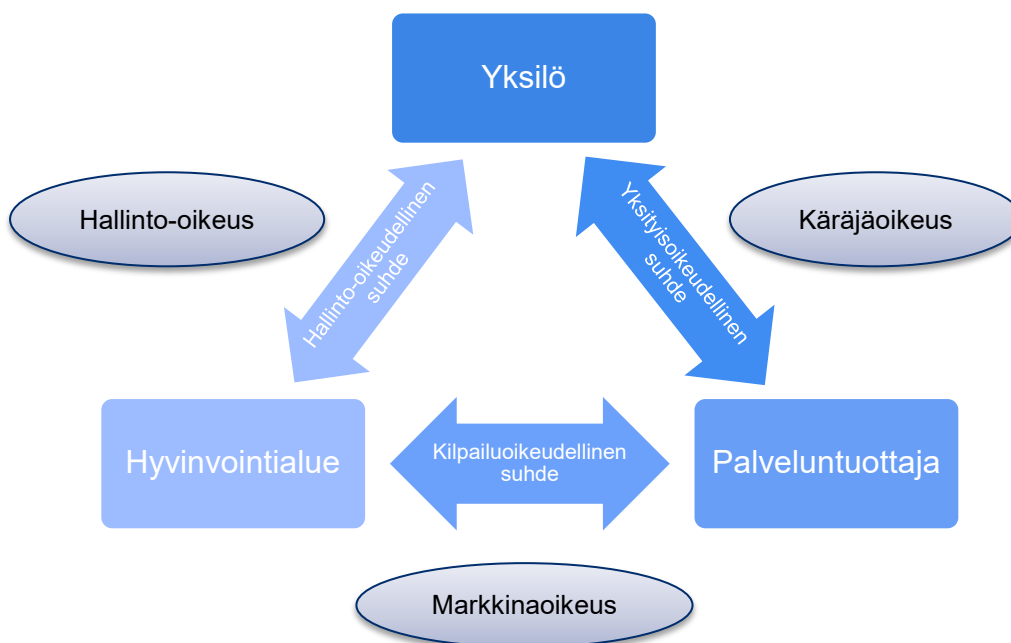 Yksilö
Hallinto-oikeus
Käräjäoikeus
Hallinto-oikeudellinen
suhde
Yksityisoikeudellinen
suhde
Hyvinvointialue
Kilpailuoikeudellinen
suhde
Palveluntuottaja
Markkinaoikeus